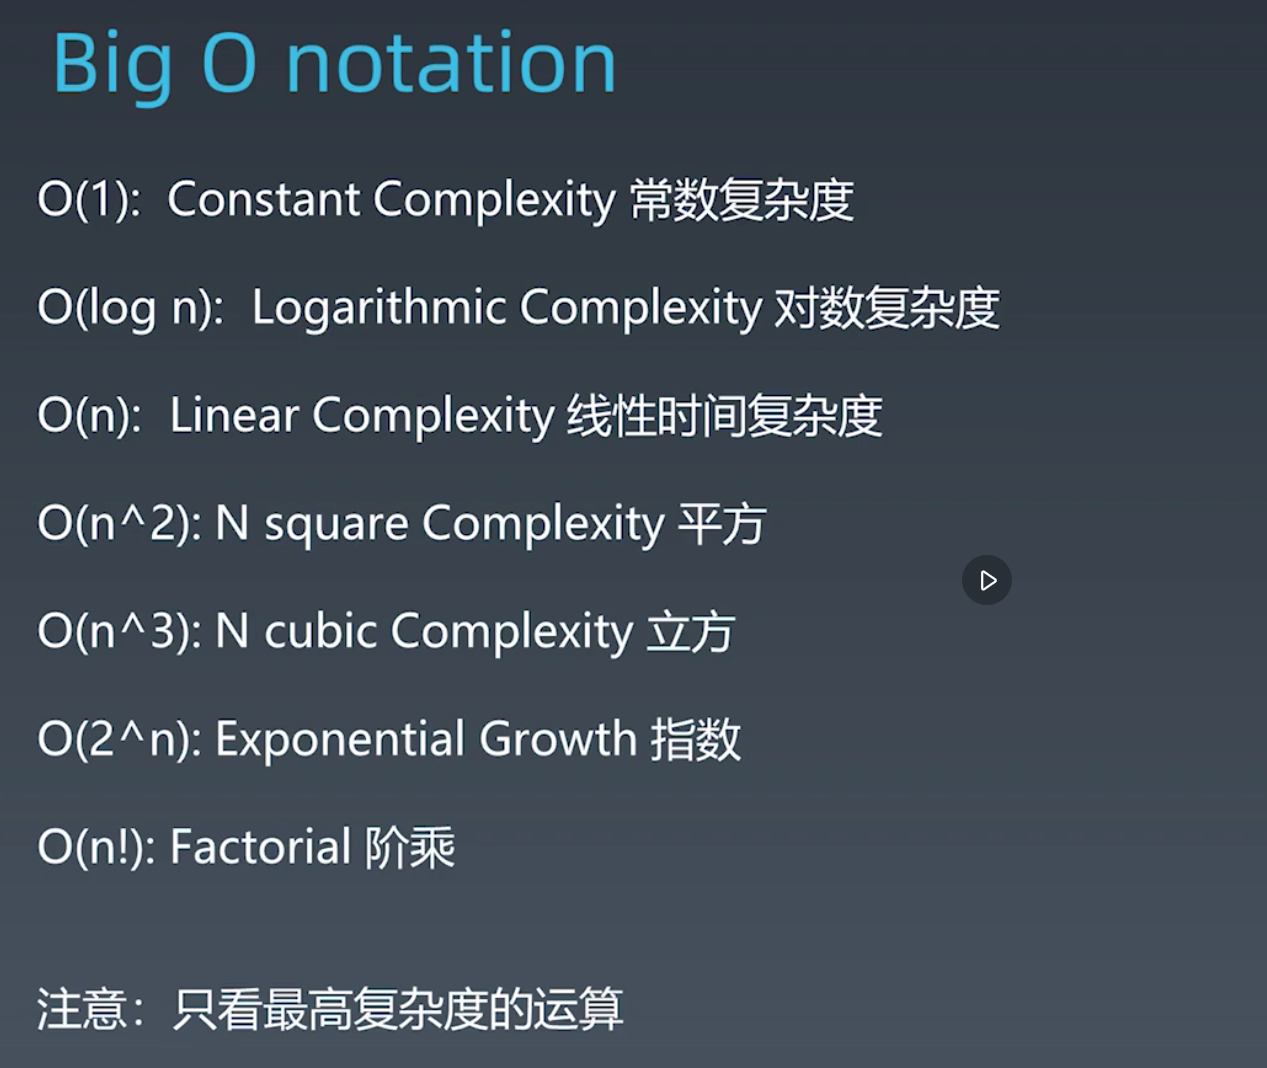 Big O notation
O(1): Constant Complexity 常数复杂度
O(log n): Logarithmic Complexity 对数复杂度
O(n): Linear Complexity 线性时间复杂度
O(n^2): N square Complexity 平方
O(n^3): N cubic Complexity 立方
O(2^n): Exponential Growth 指数
O(n!): Factorial 阶乘
注意：只看最高复杂度的运算